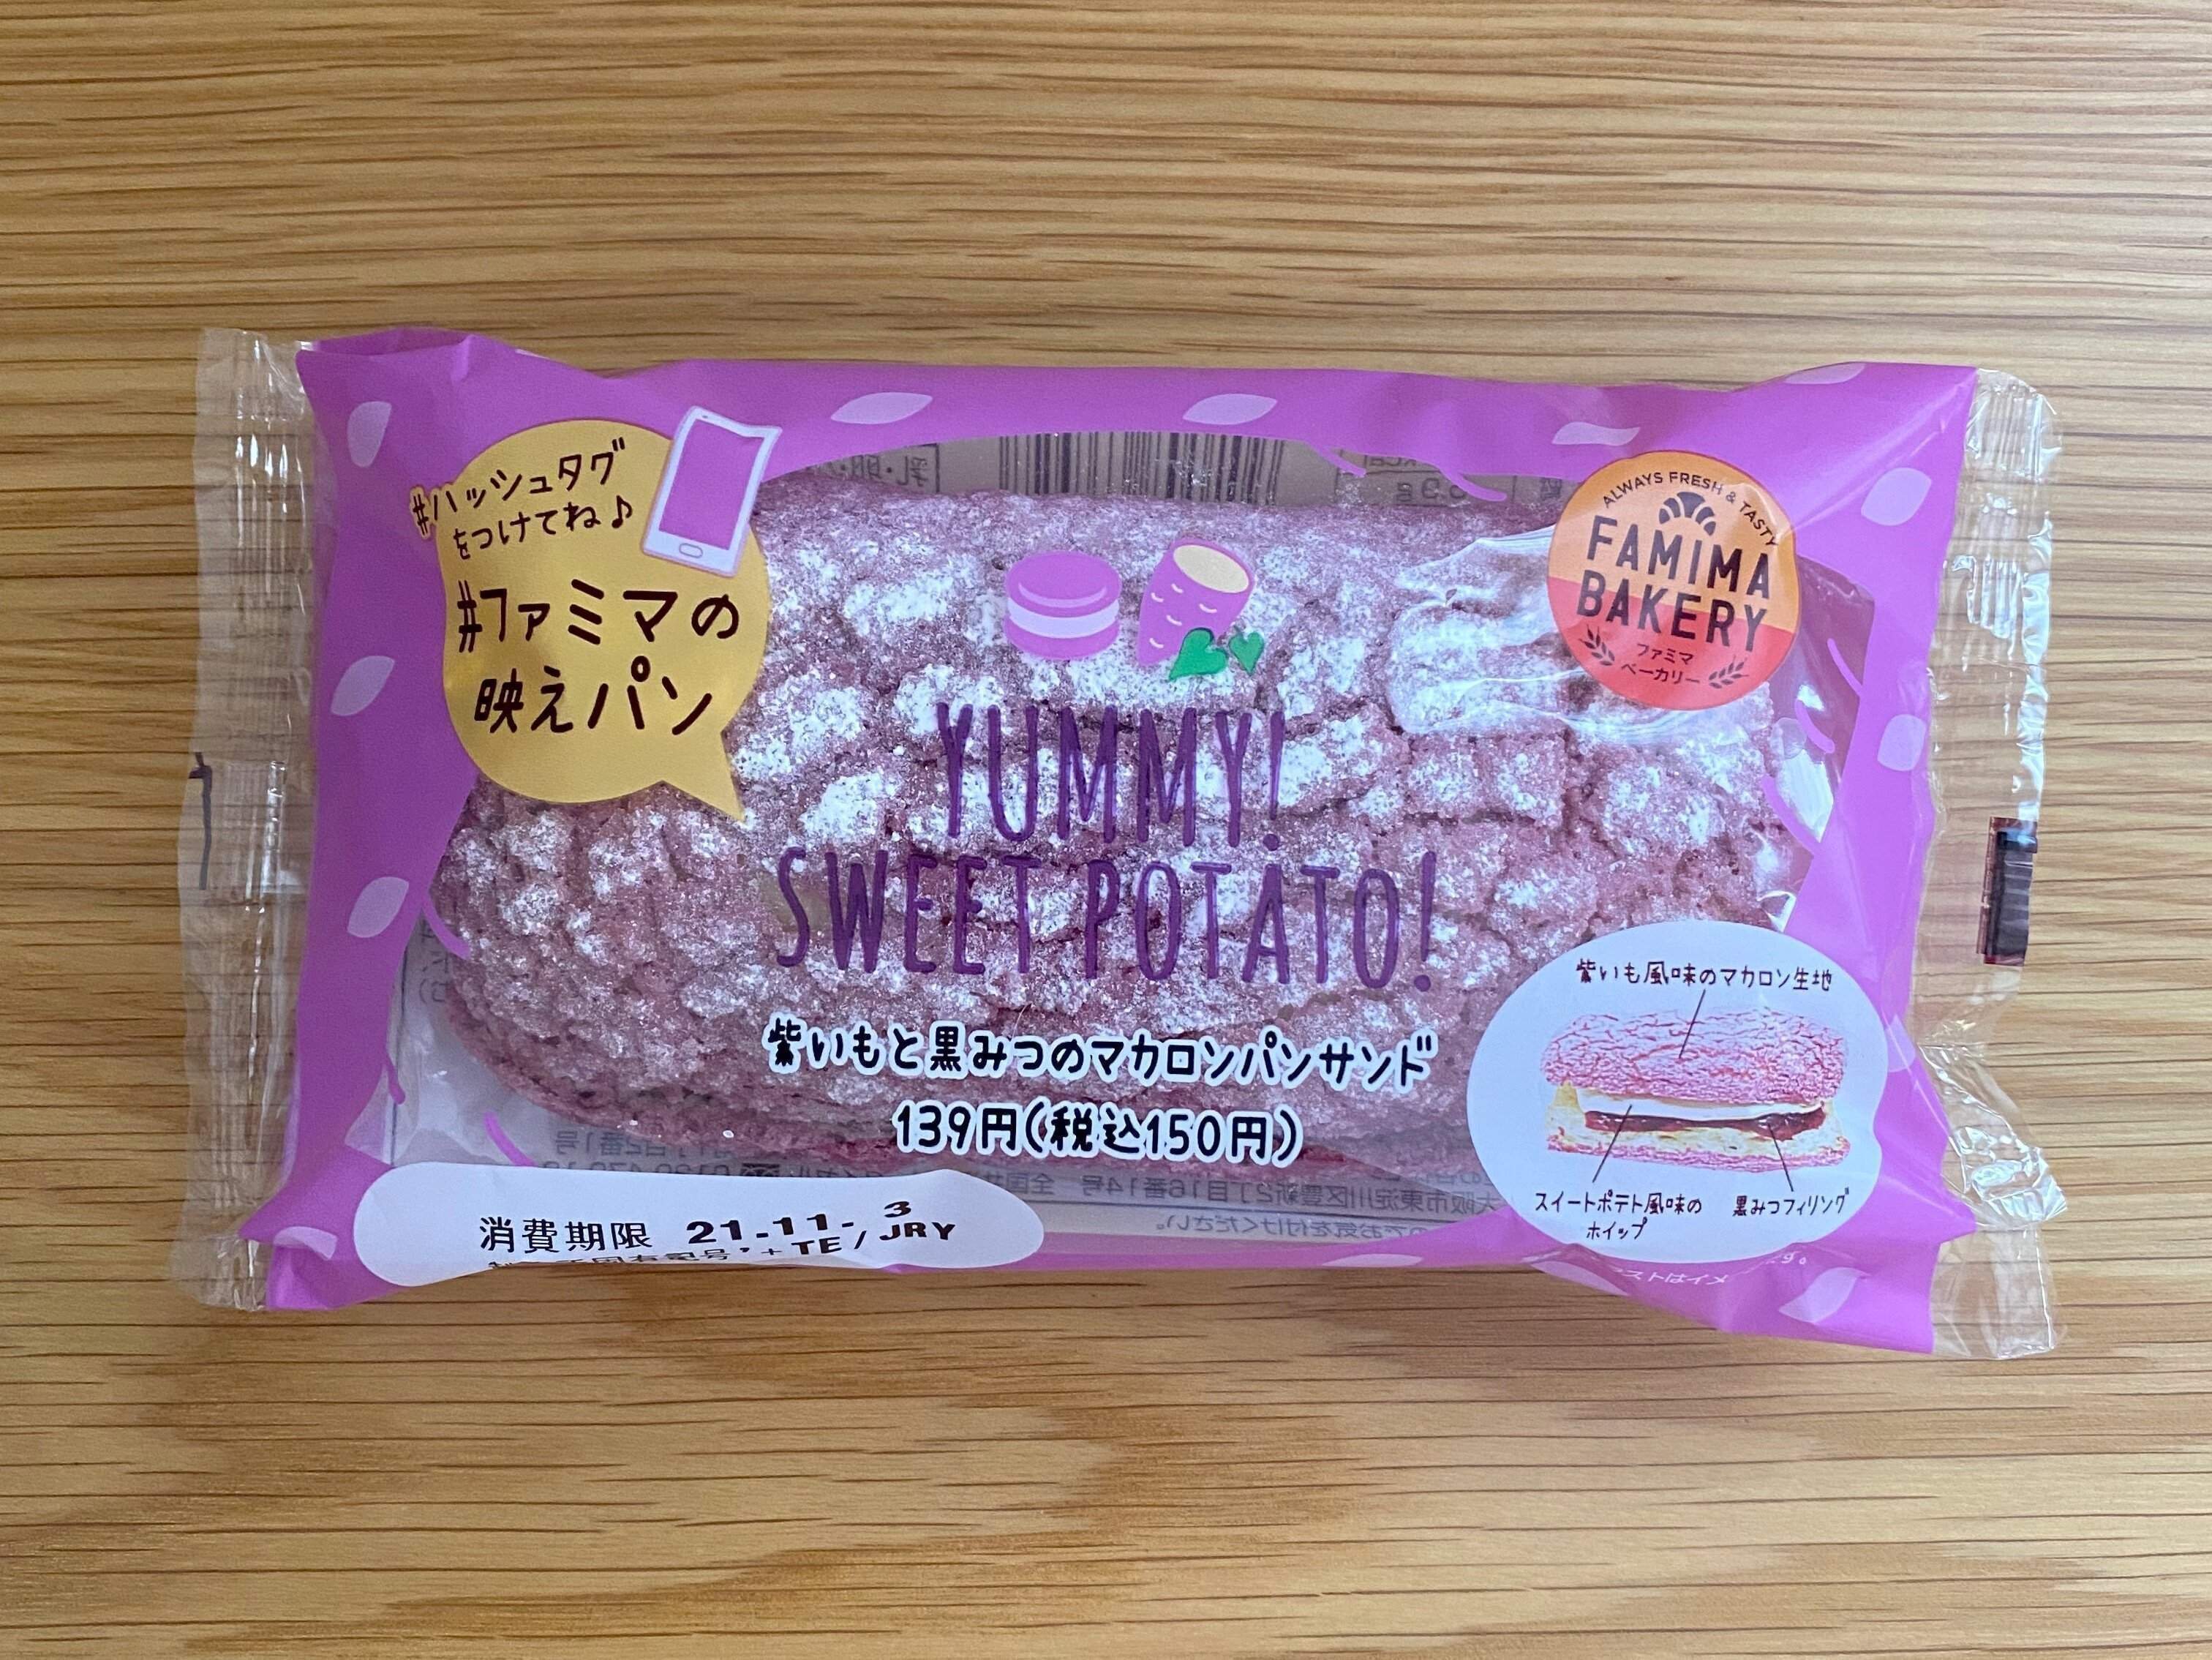 #ハッシュタグ
をつけてね♪
#ファミマの
映えパン
ALWAYS FRESH & TASTY
FAMIMA
BAKERY
ファミマ
ベーカリー
YUMMY!
SWEET POTATO!
紫いもと黒みつのマカロンパンサンド
139円(税込150円)
紫いも風味のマカロン生地
スイートポテト風味の
ホイップ
黒みつフィリング
消費期限 21.11.-3
+TE/JRY